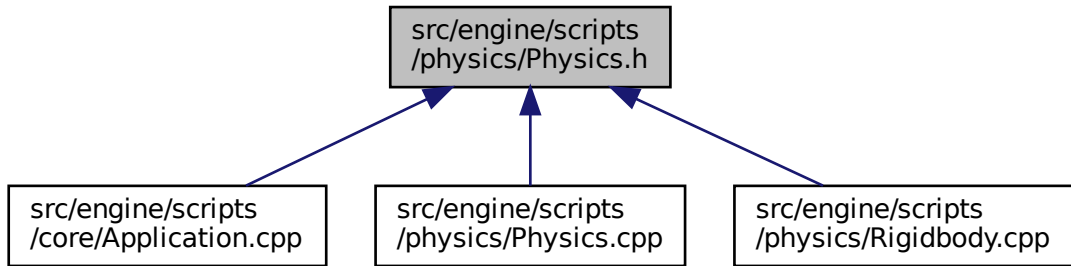 src/engine/scripts
/physics/Physics.h
src/engine/scripts
/core/Application.cpp
src/engine/scripts
/physics/Physics.cpp
src/engine/scripts
/physics/Rigidbody.cpp